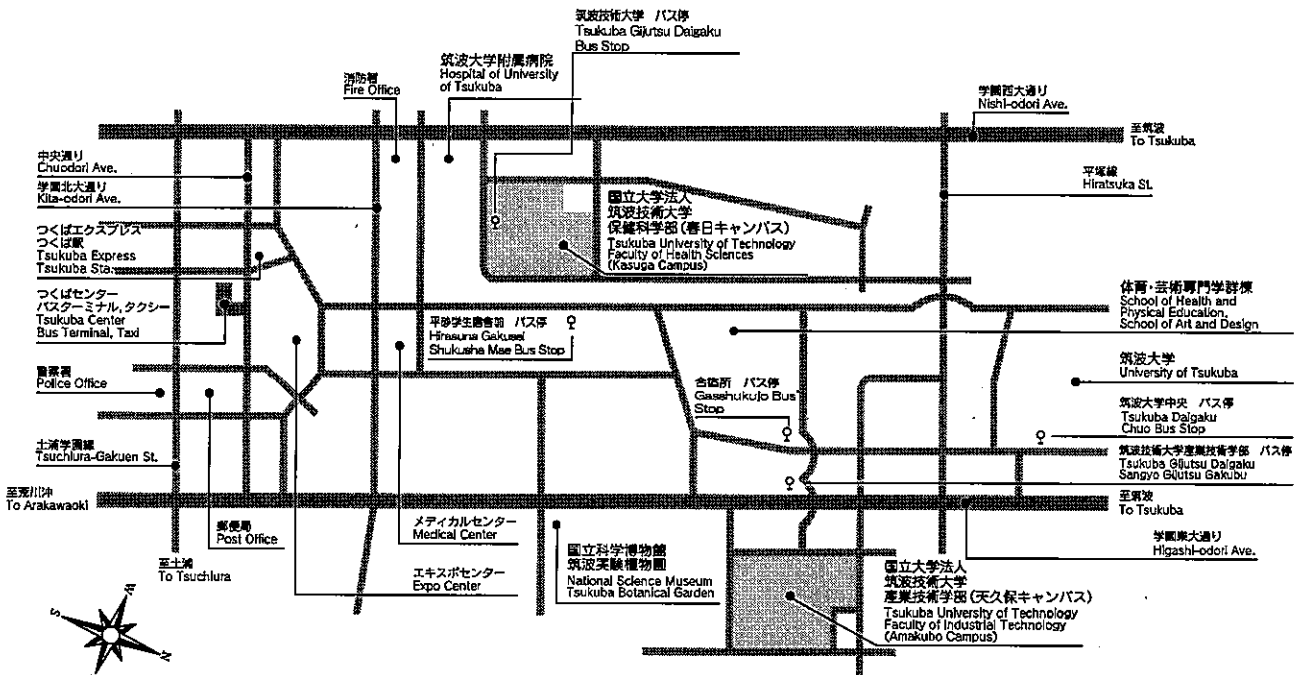 筑波技術大学 バス停
Tsukuba Gijutsu Daigaku
Bus Stop
筑波大学附属病院
Hospital of University
of Tsukuba
消防署
Fire Office
学園西大通り
Nishi-odori Ave.
至筑波
To Tsukuba
中央通り
Chuodori Ave.
学園北大通り
Kita-odori Ave.
平塚線
Hiratsuka St.
つくばエクスプレス
つくば駅
Tsukuba Express
Tsukuba Sta.
国立大学法人
筑波技術大学
保健科学部(春日キャンパス)
Tsukuba University of Technology
Faculty of Health Sciences
(Kasuga Campus)
つくばセンター
バスターミナル,タクシー
Tsukuba Center
Bus Terminal, Taxi
平砂学生宿舎前 バス停
Hirasuna Gakusei
Shukusha Mae Bus Stop
体育・芸術専門学群棟
School of Health and
Physical Education,
School of Art and Design
警察署
Police Office
筑波大学
University of Tsukuba
合宿所 バス停
Gasshukujo Bus
Stop
筑波大学中央 バス停
Tsukuba Daigaku
Chuo Bus Stop
土浦学園線
Tsuchiura-Gakuen St.
筑波技術大学産業技術学部 バス停
Tsukuba Gijutsu Daigaku
Sangyo Gijutsu Gakubu
至荒川沖
To Arakawaoki
至筑波
To Tsukuba
郵便局
Post Office
メディカルセンター
Medical Center
学園東大通り
Higashi-odori Ave.
至土浦
To Tsuchiura
エキスポセンター
Expo Center
国立科学博物館
筑波実験植物園
National Science Museum
Tsukuba Botanical Garden
国立大学法人
筑波技術大学
産業技術学部(天久保キャンパス)
Tsukuba University of Technology
Faculty of Industrial Technology
(Amakubo Campus)
W
S
N